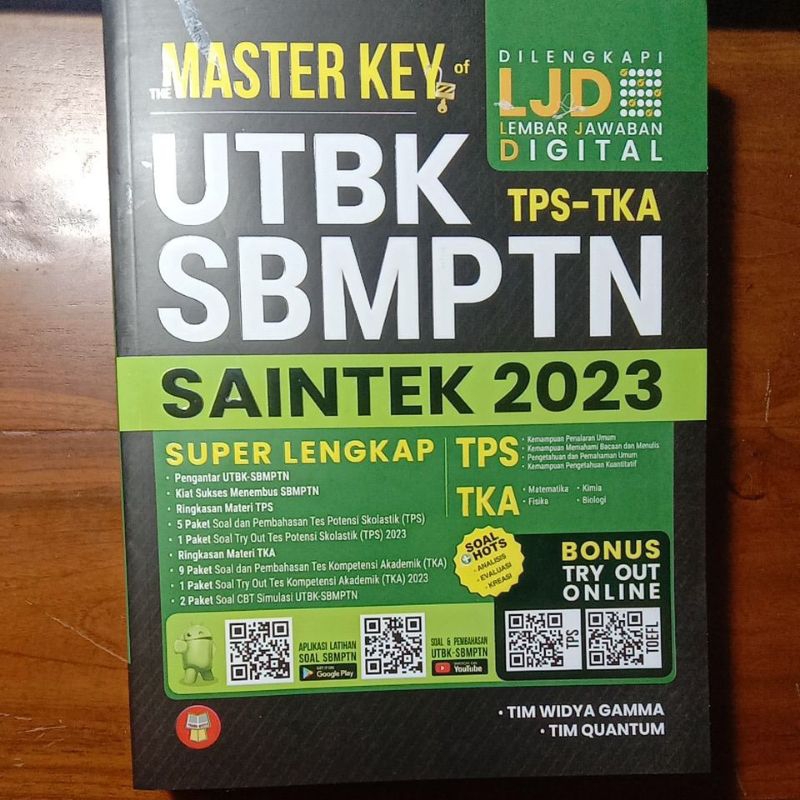 THE MASTER KEY of
DILENGKAPI
LJD
LEMBAR JAWABAN
DIGITAL
UTBK
TPS-TKA
SBMPTN
SAINTEK 2023
SUPER LENGKAP
• Pengantar UTBK-SBMPTN
• Kiat Sukses Menembus SBMPTN
• Ringkasan Materi TPS
• 5 Paket Soal dan Pembahasan Tes Potensi Skolastik (TPS)
• 1 Paket Soal Try Out Tes Potensi Skolastik (TPS) 2023
• Ringkasan Materi TKA
• 9 Paket Soal dan Pembahasan Tes Kompetensi Akademik (TKA)
• 1 Paket Soal Try Out Tes Kompetensi Akademik (TKA) 2023
• 2 Paket Soal CBT Simulasi UTBK-SBMPTN
TPS
• Kemampuan Penalaran Umum
• Kemampuan Memahami Bacaan dan Menulis
• Pengetahuan dan Pemahaman Umum
• Kemampuan Pengetahuan Kuantitatif
TKA
• Matematika • Kimia
• Fisika • Biologi
SOAL
HOTS
• ANALISIS
• EVALUASI
• KREASI
BONUS
TRY OUT
ONLINE
APLIKASI LATIHAN
SOAL SBMPTN
GET IT ON
Google Play
SOAL & PEMBAHASAN
UTBK-SBMPTN
YouTube
TPS
TOEFL
• TIM WIDYA GAMMA
• TIM QUANTUM